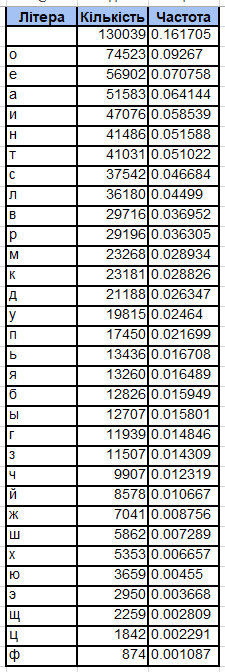 Літера Кількість Частота
130039 0.161705
о 74523 0.09267
е 56902 0.070758
а 51583 0.064144
и 47076 0.058539
н 41486 0.051588
т 41031 0.051022
с 37542 0.046684
л 36180 0.04499
в 29716 0.036952
р 29196 0.036305
м 23268 0.028934
к 23181 0.028826
д 21188 0.026347
у 19815 0.02464
п 17450 0.021699
ь 13436 0.016708
я 13260 0.016489
б 12826 0.015949
ы 12707 0.015801
г 11939 0.014846
з 11507 0.014309
ч 9907 0.012319
й 8578 0.010667
ж 7041 0.008756
ш 5862 0.007289
х 5353 0.006657
ю 3659 0.00455
э 2950 0.003668
щ 2259 0.002809
ц 1842 0.002291
ф 874 0.001087